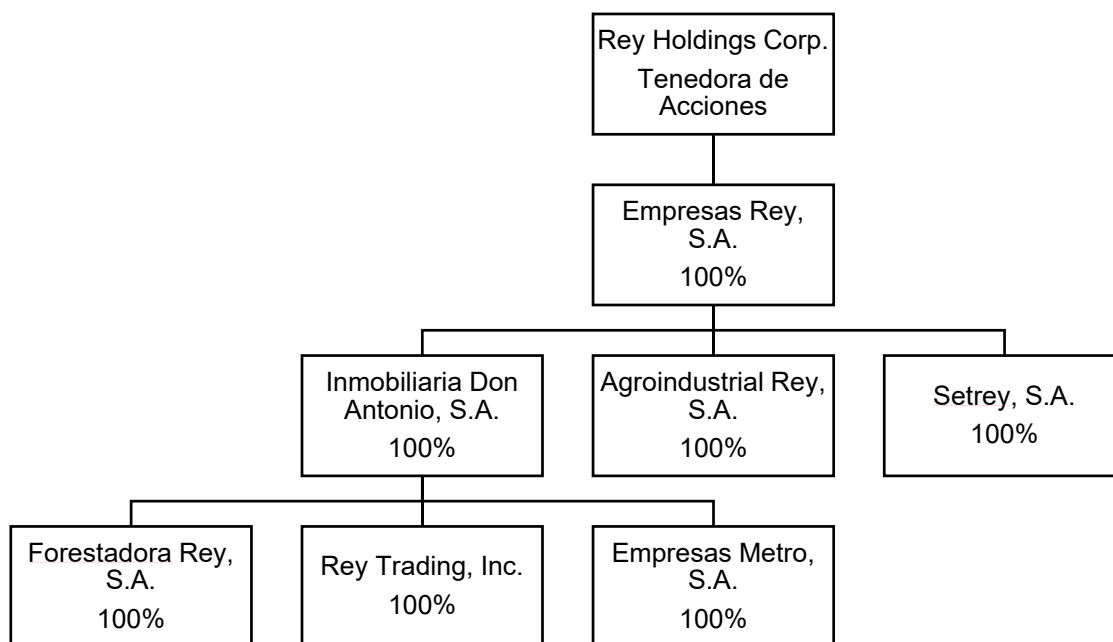 Rey Holdings Corp.
Tenedora de
Acciones
Empresas Rey,
S.A.
100%
Inmobiliaria Don
Antonio, S.A.
100%
Agroindustrial Rey,
S.A.
100%
Setrey, S.A.
100%
Forestadora Rey,
S.A.
100%
Rey Trading, Inc.
100%
Empresas Metro,
S.A.
100%